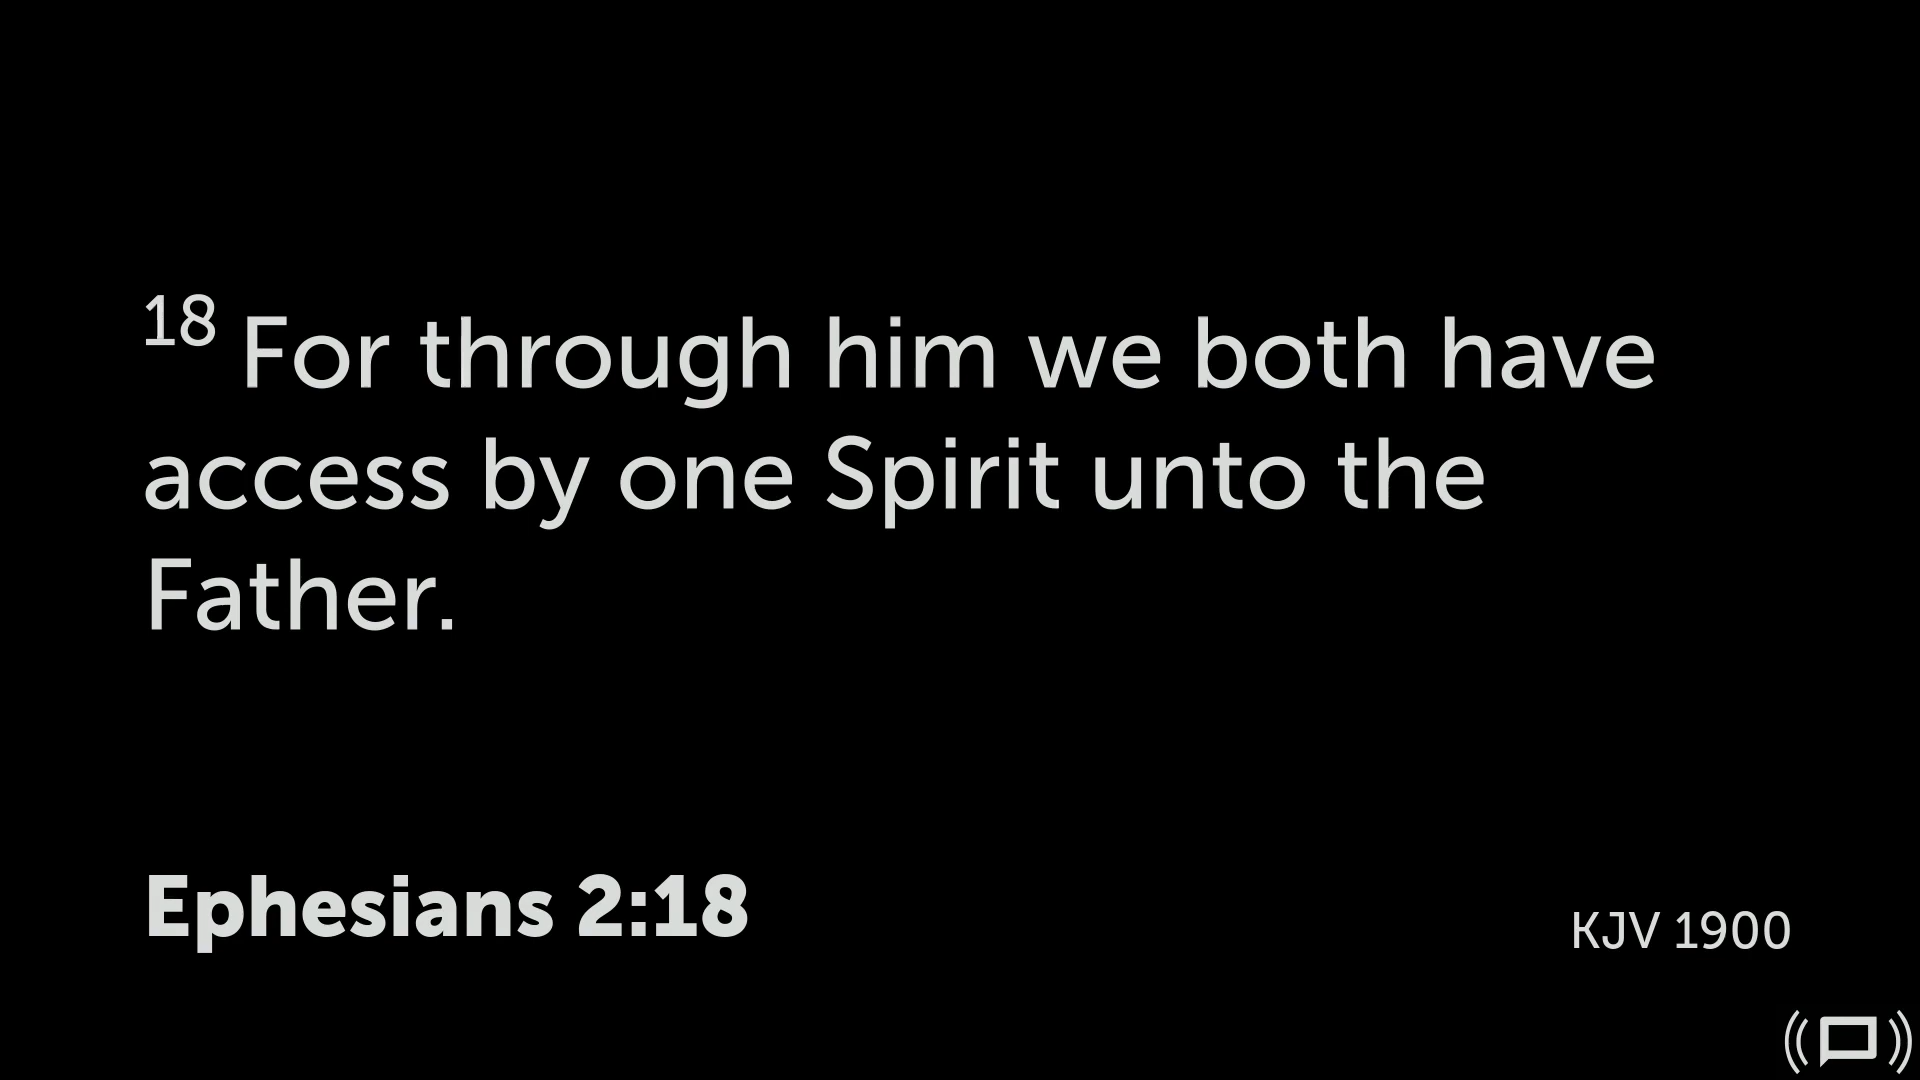 18 For through him we both have
access by one Spirit unto the
Father.
Ephesians 2:18
KJV 1900